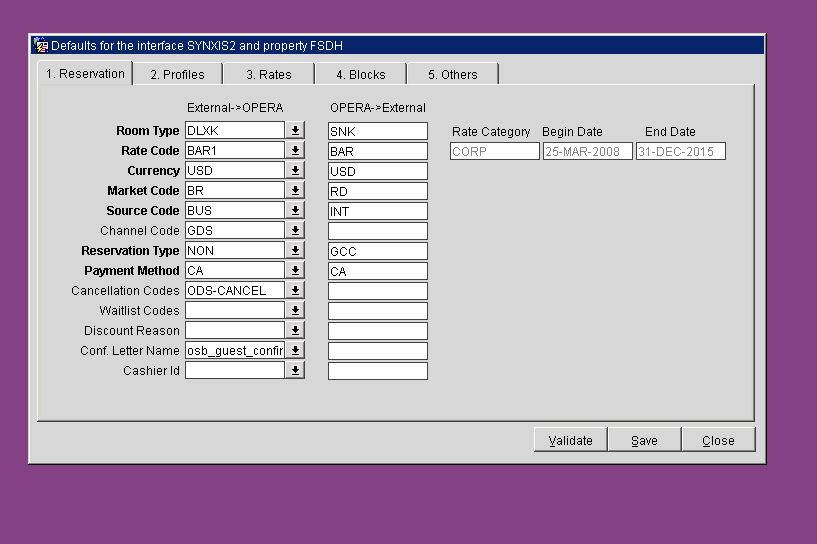 Defaults for the interface SYNXIS2 and property FSDH
1. Reservation 2. Profiles 3. Rates 4. Blocks 5. Others
External->OPERA OPERA->External
Rate Category Begin Date End Date
Room Type DLXK SNK
Rate Code BAR1 BAR CORP 25-MAR-2008 31-DEC-2015
Currency USD USD
Market Code BR RD
Source Code BUS INT
Channel Code GDS
Reservation Type NON GCC
Payment Method CA CA
Cancellation Codes ODS-CANCEL
Waitlist Codes
Discount Reason
Conf. Letter Name osb_guest_confir
Cashier Id
Validate Save Close